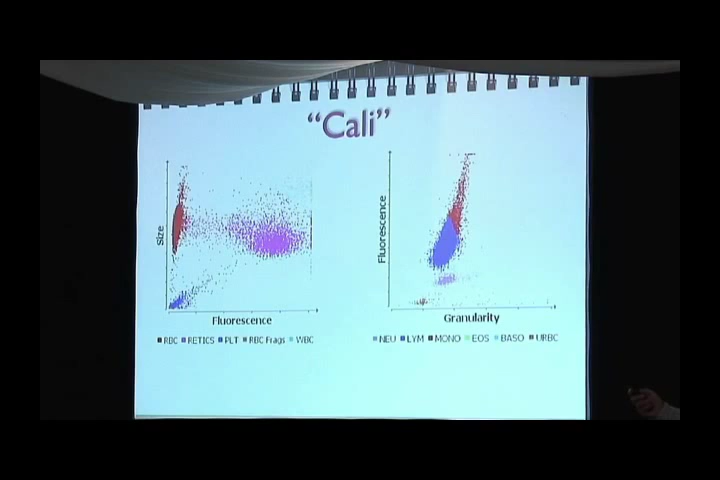 “Cali”
Size
Fluorescence
RBC RETICS PLT RBC Frags WBC
Fluorescence
Granularity
NEU LYM MONO EOS BASO URBC